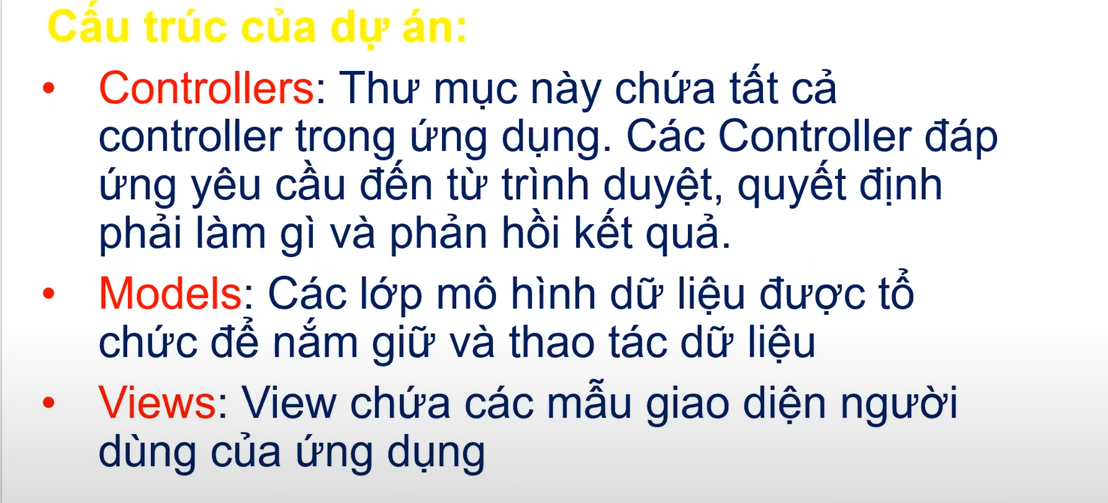 Cấu trúc của dự án:
• Controllers: Thư mục này chứa tất cả
controller trong ứng dụng. Các Controller đáp
ứng yêu cầu đến từ trình duyệt, quyết định
phải làm gì và phản hồi kết quả.
• Models: Các lớp mô hình dữ liệu được tổ
chức để nắm giữ và thao tác dữ liệu
• Views: View chứa các mẫu giao diện người
dùng của ứng dụng